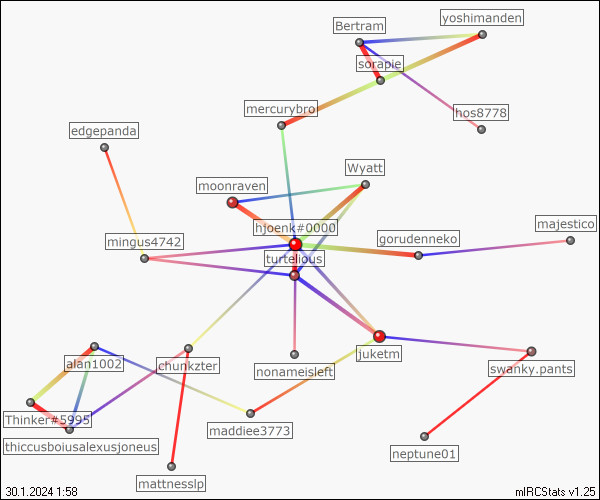 yoshimanden
Bertram
sorapie
mercurybro
hos8778
edgepanda
Wyatt
moonraven
majestico
hjoenk#0000
gorudenneko
mingus4742
turtelious
juketm
alan1002
chunkzter
nonameisleft
swanky.pants
Thinker#5995
maddiee3773
thiccusboiusalexusjoneus
neptune01
mattnesslp
30.1.2024 1:58
mIRCStats v1.25